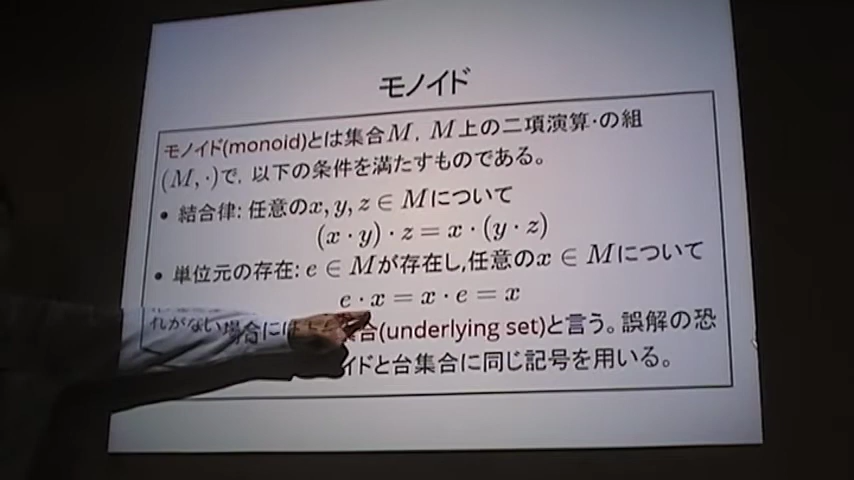 モノイド
モノイド(monoid)とは集合M, M上の二項演算·の組
(M,·)で, 以下の条件を満たすものである。
• 結合律: 任意のx, y, z ∈ Mについて
(x · y) · z = x · (y · z)
• 単位元の存在: e ∈ Mが存在し,任意のx ∈ Mについて
e · x = x · e = x
合(underlying set)と言う。誤解の恐
れがない場合には
イドと台集合に同じ記号を用いる。